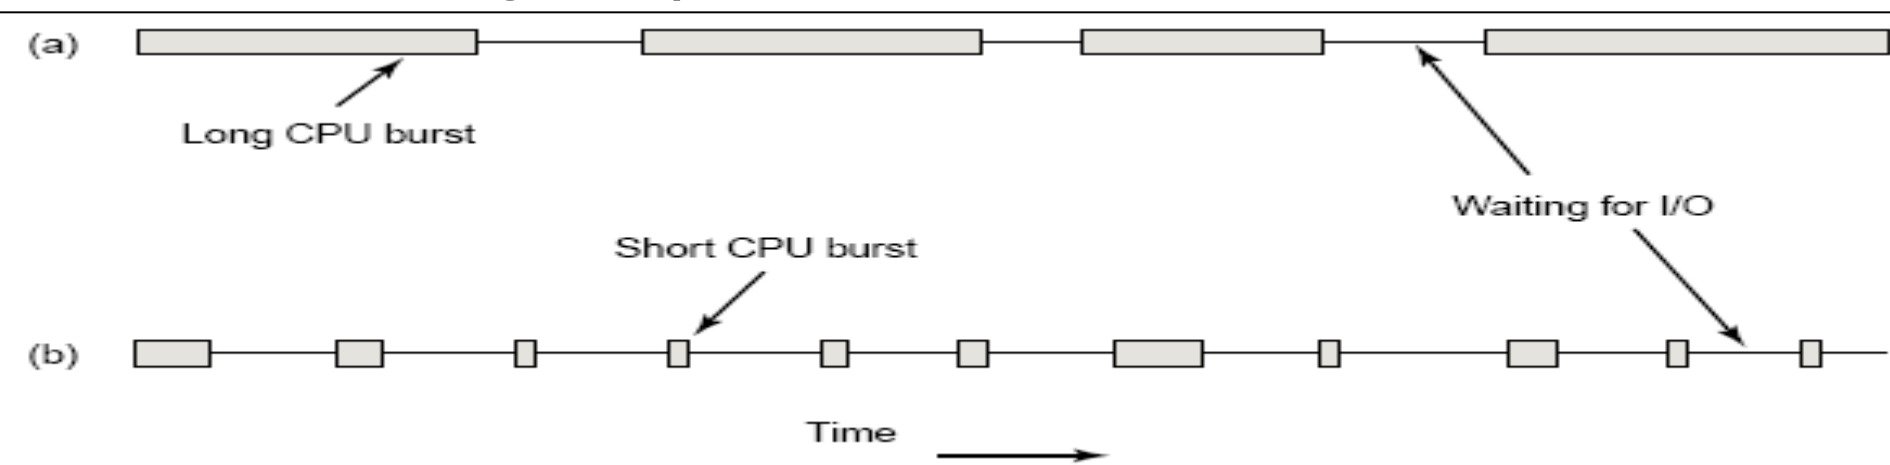 (a)
Long CPU burst
Waiting for I/O
Short CPU burst
(b)
Time